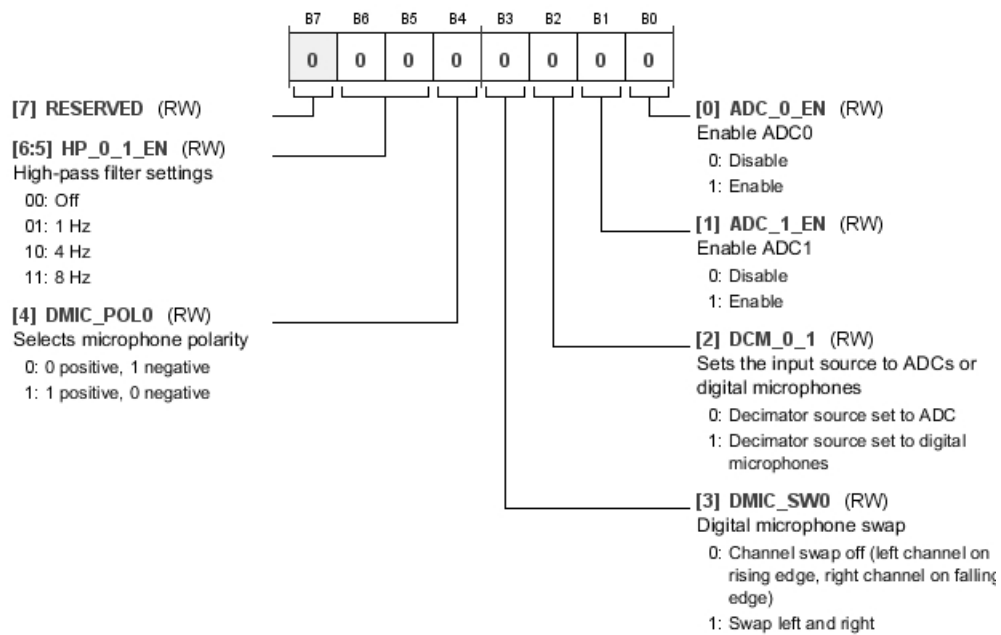 B7 B6 B5 B4 B3 B2 B1 B0
0 0 0 0 0 0 0 0
[7] RESERVED (RW)
[6:5] HP_0_1_EN (RW)
High-pass filter settings
00: Off
01: 1 Hz
10: 4 Hz
11: 8 Hz
[4] DMIC_POL0 (RW)
Selects microphone polarity
0: 0 positive, 1 negative
1: 1 positive, 0 negative
[0] ADC_0_EN (RW)
Enable ADC0
0: Disable
1: Enable
[1] ADC_1_EN (RW)
Enable ADC1
0: Disable
1: Enable
[2] DCM_0_1 (RW)
Sets the input source to ADCs or
digital microphones
0: Decimator source set to ADC
1: Decimator source set to digital
microphones
[3] DMIC_SW0 (RW)
Digital microphone swap
0: Channel swap off (left channel on
rising edge, right channel on falling
edge)
1: Swap left and right